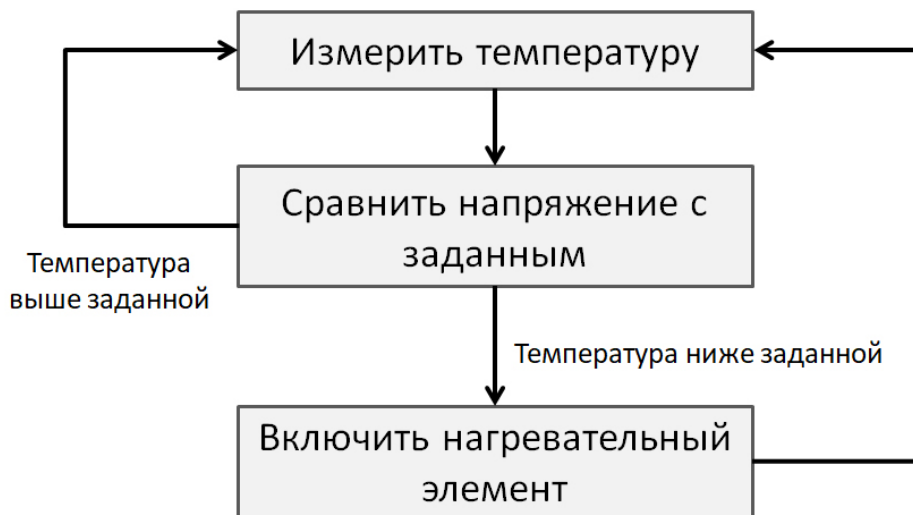 Измерить температуру
Сравнить напряжение с
заданным
Температура
выше заданной
Температура ниже заданной
Включить нагревательный
элемент